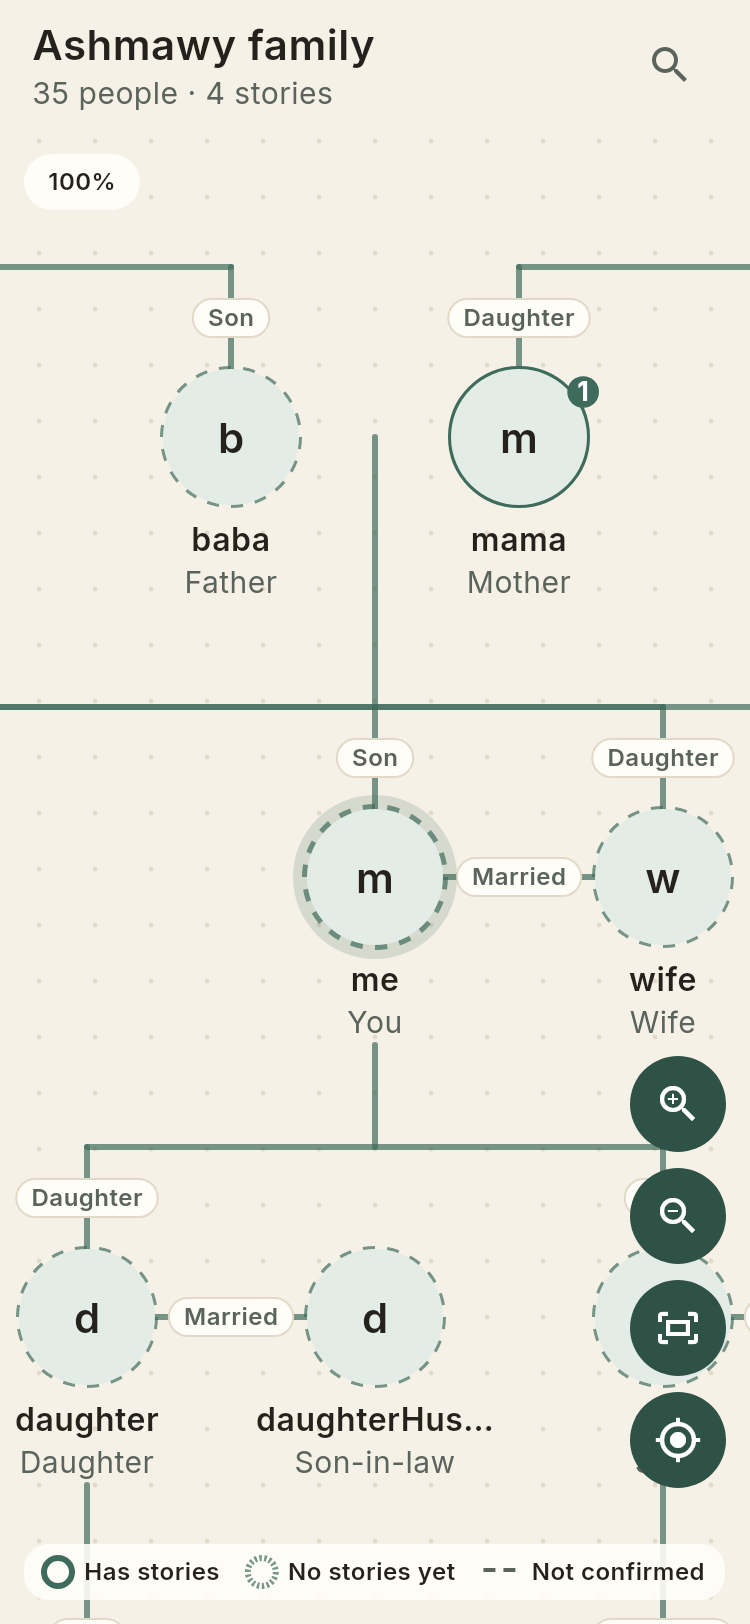 Ashmawy family
35 people · 4 stories
100%
Son
Daughter
b
m
1
baba
mama
Father
Mother
Son
Daughter
m
Married
w
me
wife
You
Wife
Daughter
d
Married
d
daughter
daughterHus...
Daughter
Son-in-law
Has stories
No stories yet
Not confirmed